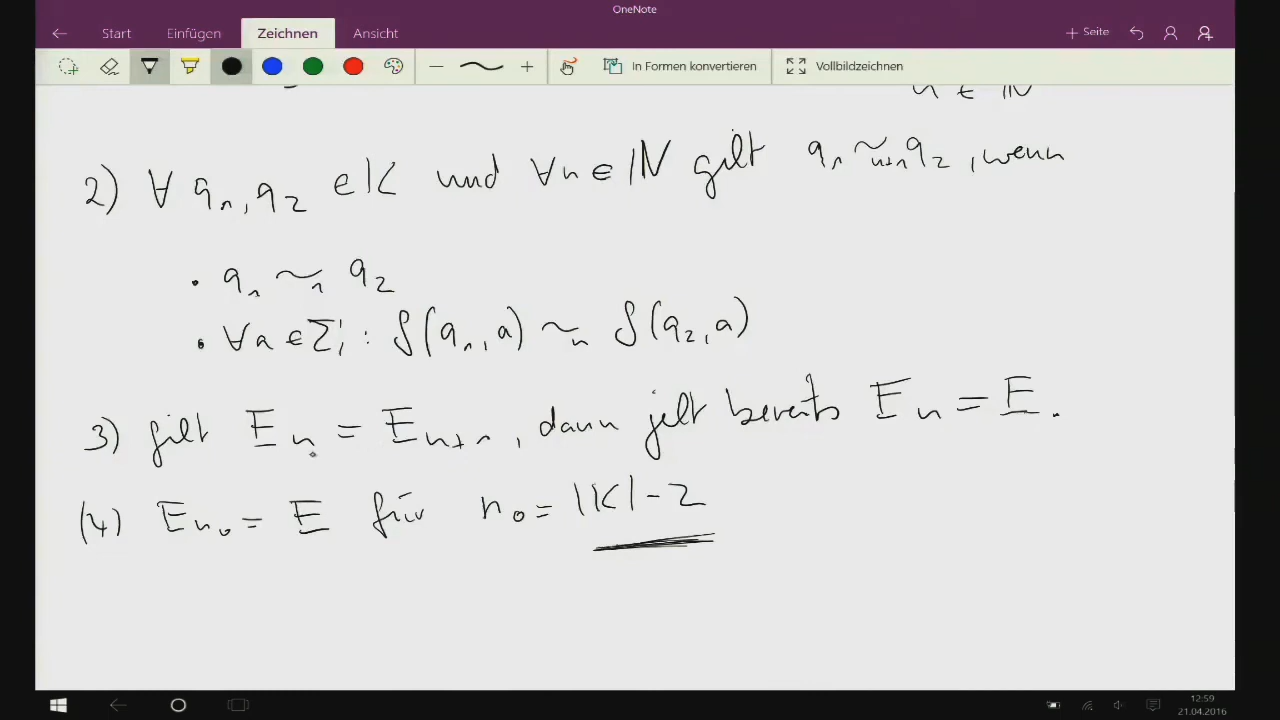 OneNote
Start Einfügen Zeichnen Ansicht + Seite
In Formen konvertieren Vollbildzeichnen
n ∈ ℕ
2) ∀ q₁, q₂ ∈ K und ∀n ∈ ℕ gilt q₁ ~ₙ₊₁ q₂, wenn
• q₁ ~ₙ q₂
• ∀a ∈ Σ: δ(q₁, a) ~ₙ δ(q₂, a)
3) gilt Eₙ = Eₙ₊₁, dann gilt bereits Eₙ = E.
(4) Eₙ₀ = E für n₀ = |K| - 2
12:59
21.04.2016